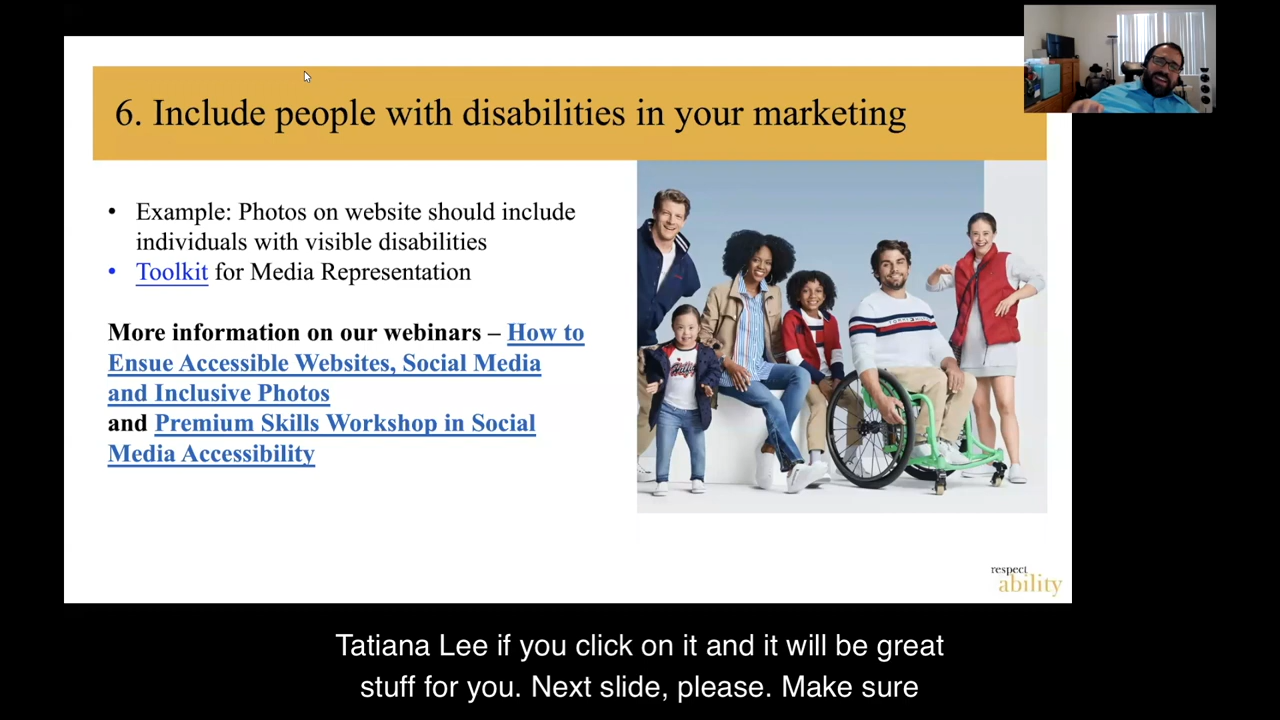 6. Include people with disabilities in your marketing
• Example: Photos on website should include
individuals with visible disabilities
• Toolkit for Media Representation
More information on our webinars – How to
Ensue Accessible Websites, Social Media
and Inclusive Photos
and Premium Skills Workshop in Social
Media Accessibility
respect
ability
Tatiana Lee if you click on it and it will be great
stuff for you. Next slide, please. Make sure